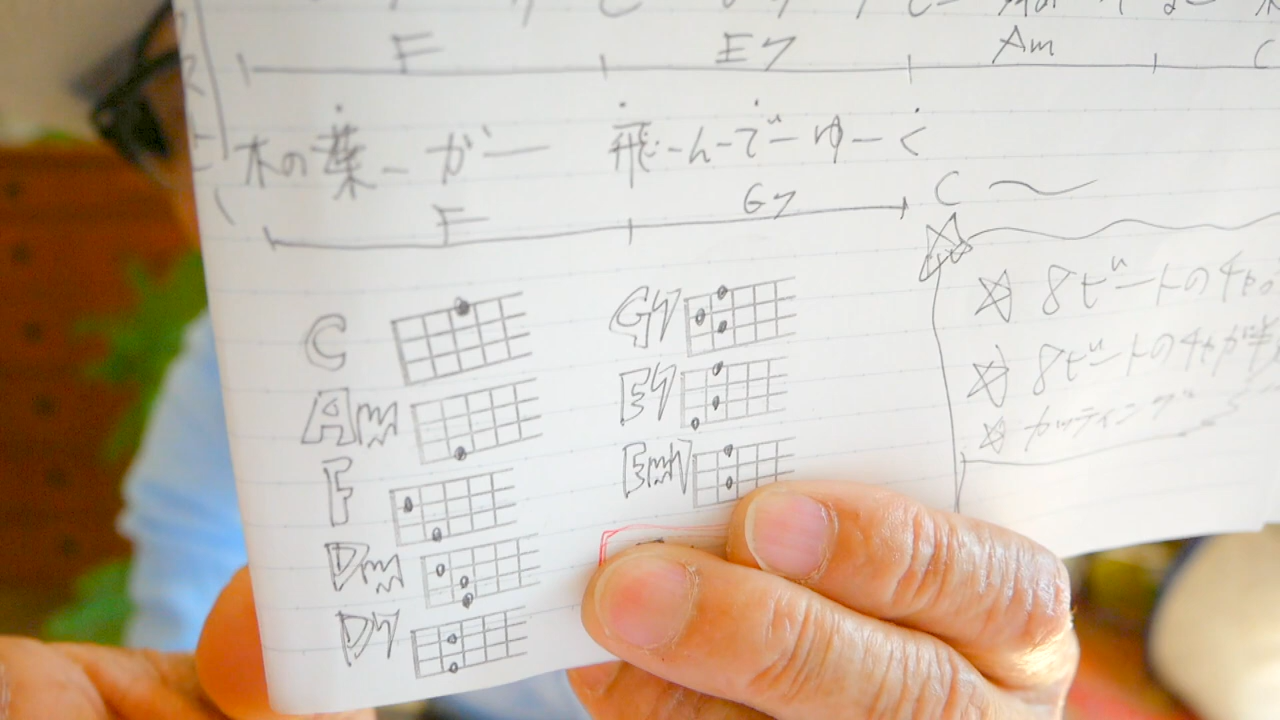 F E7 Am C
木の葉ーがー 飛ーんーでーゆーく
F G7 C
C G7
Am E7
F Em7
Dm
D7
☆ 8ビートの
☆ 8ビートの
☆ カッティング